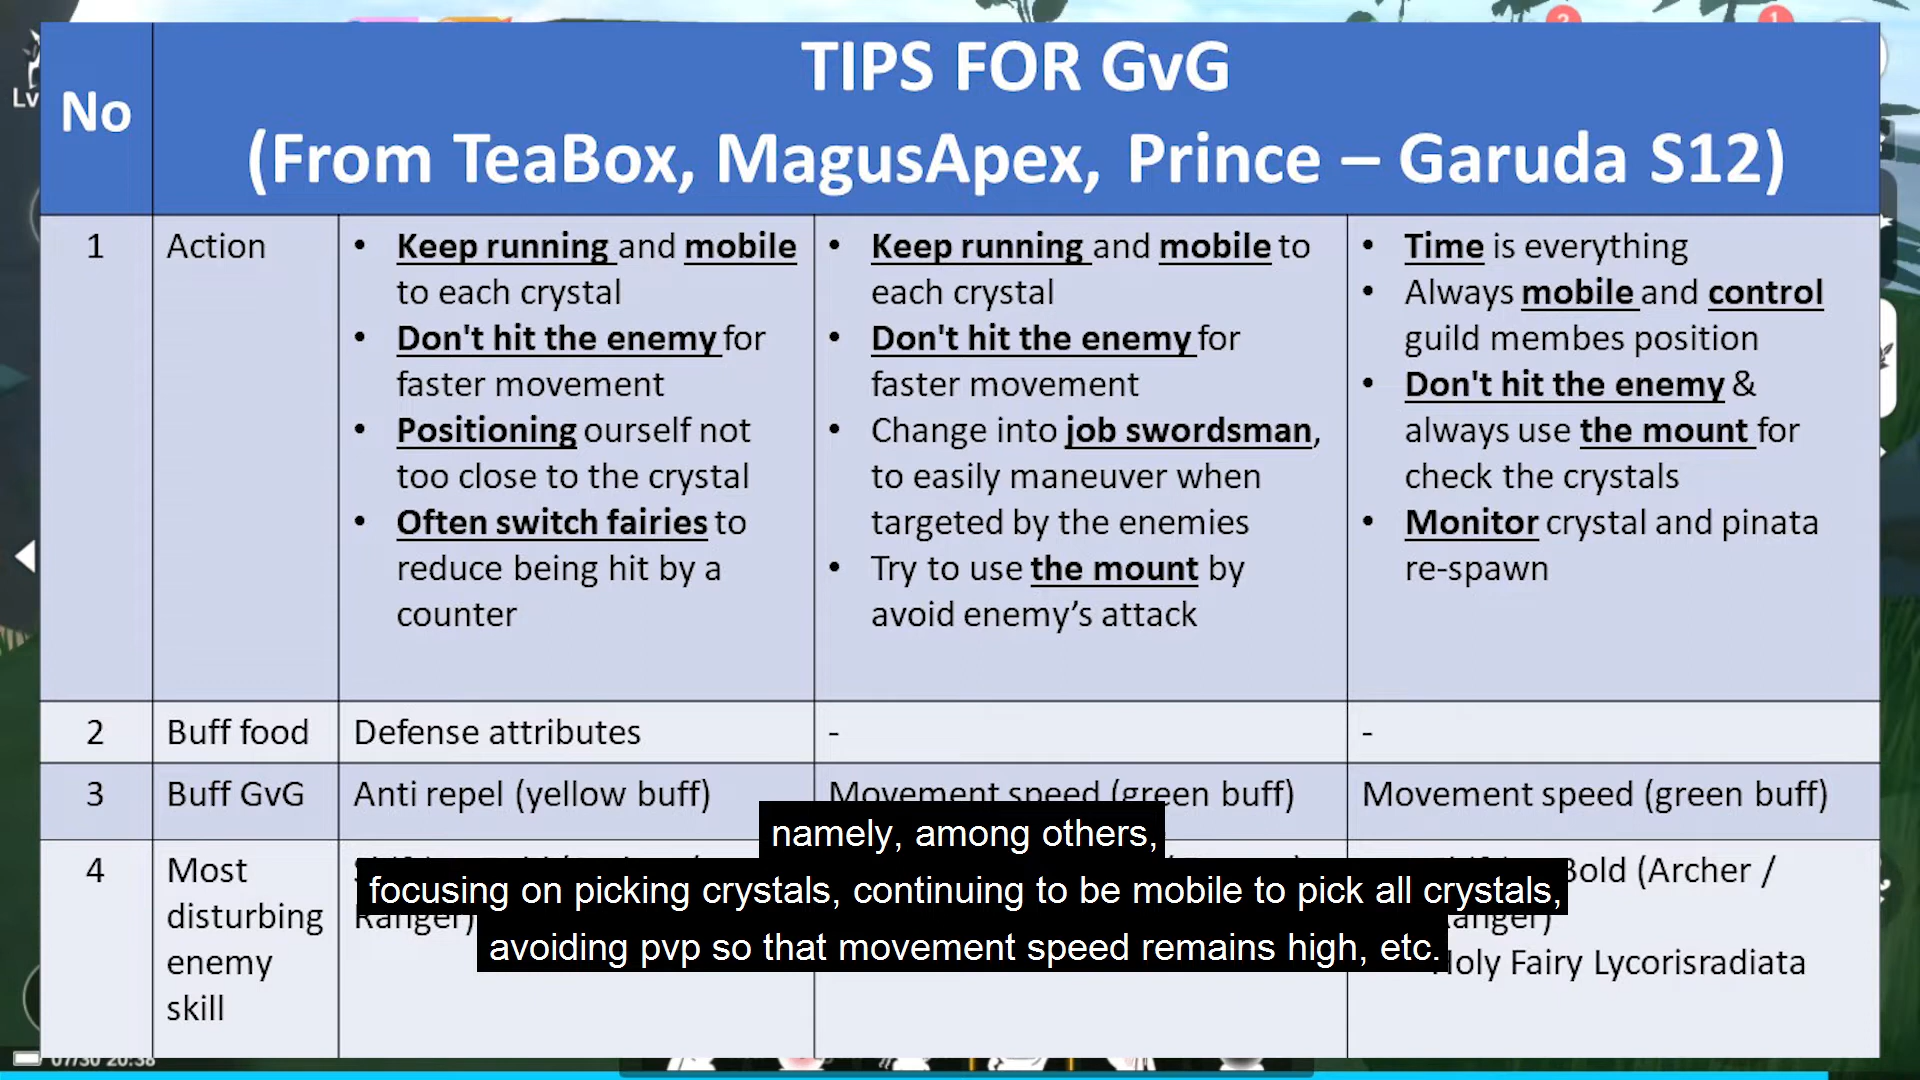 No
TIPS FOR GvG
(From TeaBox, MagusApex, Prince – Garuda S12)
Lv
1
Action
• Keep running and mobile
to each crystal
• Don't hit the enemy for
faster movement
• Positioning ourself not
too close to the crystal
• Often switch fairies to
reduce being hit by a
counter
• Keep running and mobile to
each crystal
• Don't hit the enemy for
faster movement
• Change into job swordsman,
to easily maneuver when
targeted by the enemies
• Try to use the mount by
avoid enemy’s attack
• Time is everything
• Always mobile and control
guild membes position
• Don't hit the enemy &
always use the mount for
check the crystals
• Monitor crystal and pinata
re-spawn
2
Buff food
Defense attributes
-
-
3
Buff GvG
Anti repel (yellow buff)
Movement speed (green buff)
Movement speed (green buff)
4
Most
disturbing
enemy
skill
Ranger)
Bold (Archer /
Ranger)
Holy Fairy Lycorisradiata
namely, among others,
focusing on picking crystals, continuing to be mobile to pick all crystals,
avoiding pvp so that movement speed remains high, etc.
07/30 20:38